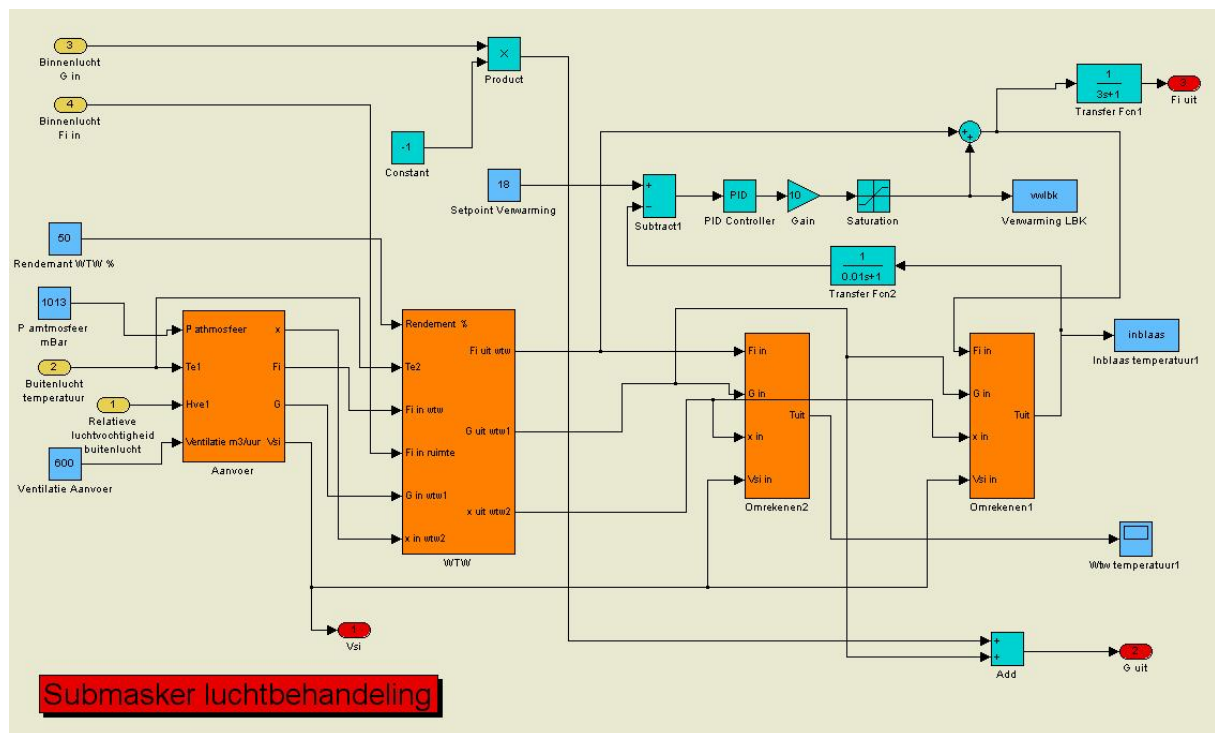 3
Binnenlucht
G in
4
Binnenlucht
Fi in
×
Product
-1
Constant
18
Setpoint Verwarming
+
−
Subtract1
PID
PID Controller
10
Gain
Saturation
+
+
1
3s+1
Transfer Fcn1
3
Fi uit
vwlbk
Verwarming LBK
1
0.01s+1
Transfer Fcn2
50
Rendemant WTW %
1013
P amtmosfeer
mBar
2
Buitenlucht
temperatuur
1
Relatieve
luchtvochtigheid
buitenlucht
600
Ventilatie Aanvoer
P athmosfeer
x
Te1
Fi
Hve1
G
Ventilatie m3/uur
Vsi
Aanvoer
Rendement %
Fi uit wtw
Te2
Fi in wtw
G uit wtw1
Fi in ruimte
G in wtw1
x uit wtw2
x in wtw2
WTW
Fi in
G in
Tuit
x in
Vsi in
Omrekenen2
Fi in
G in
Tuit
x in
Vsi in
Omrekenen1
inblaas
Inblaas temperatuur1
Wtw temperatuur1
1
Vsi
+
+
Add
2
G uit
Submasker luchtbehandeling